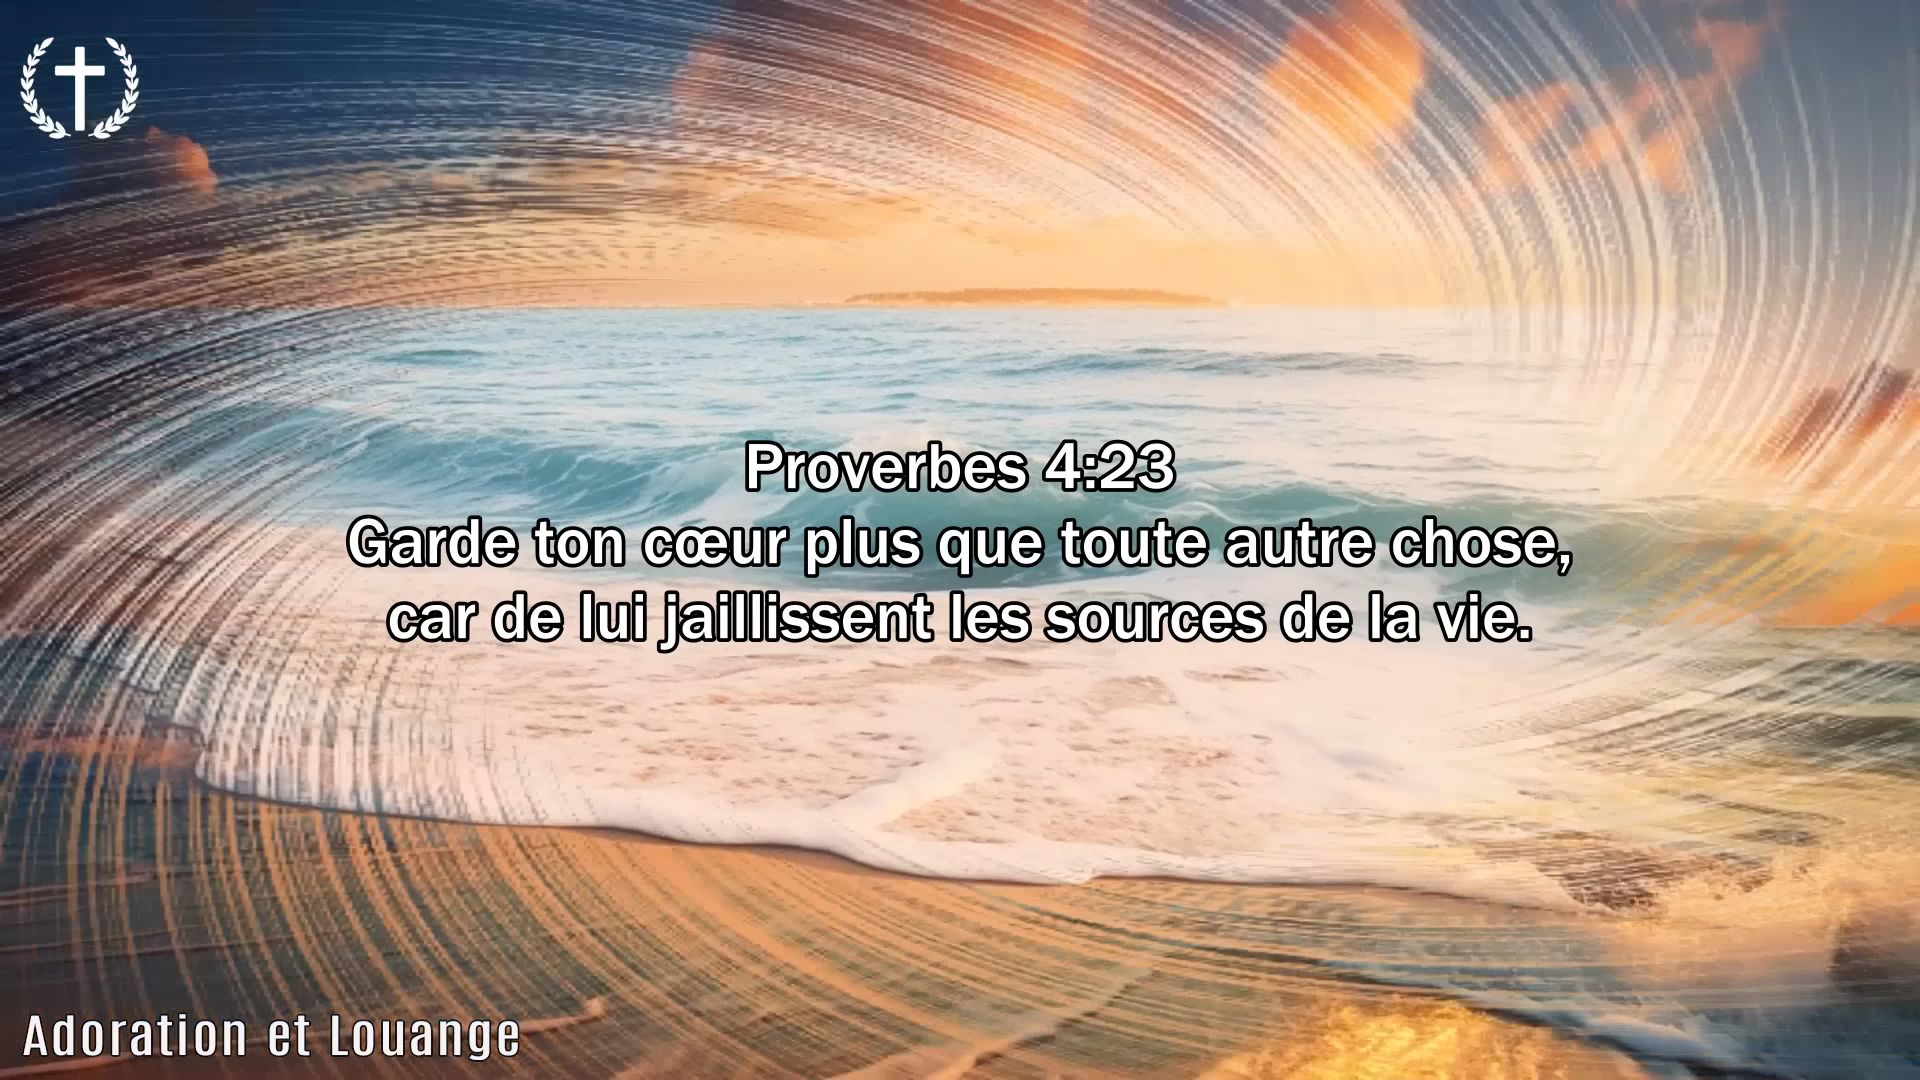 Proverbes 4:23
Garde ton cœur plus que toute autre chose,
car de lui jaillissent les sources de la vie.
Adoration et Louange